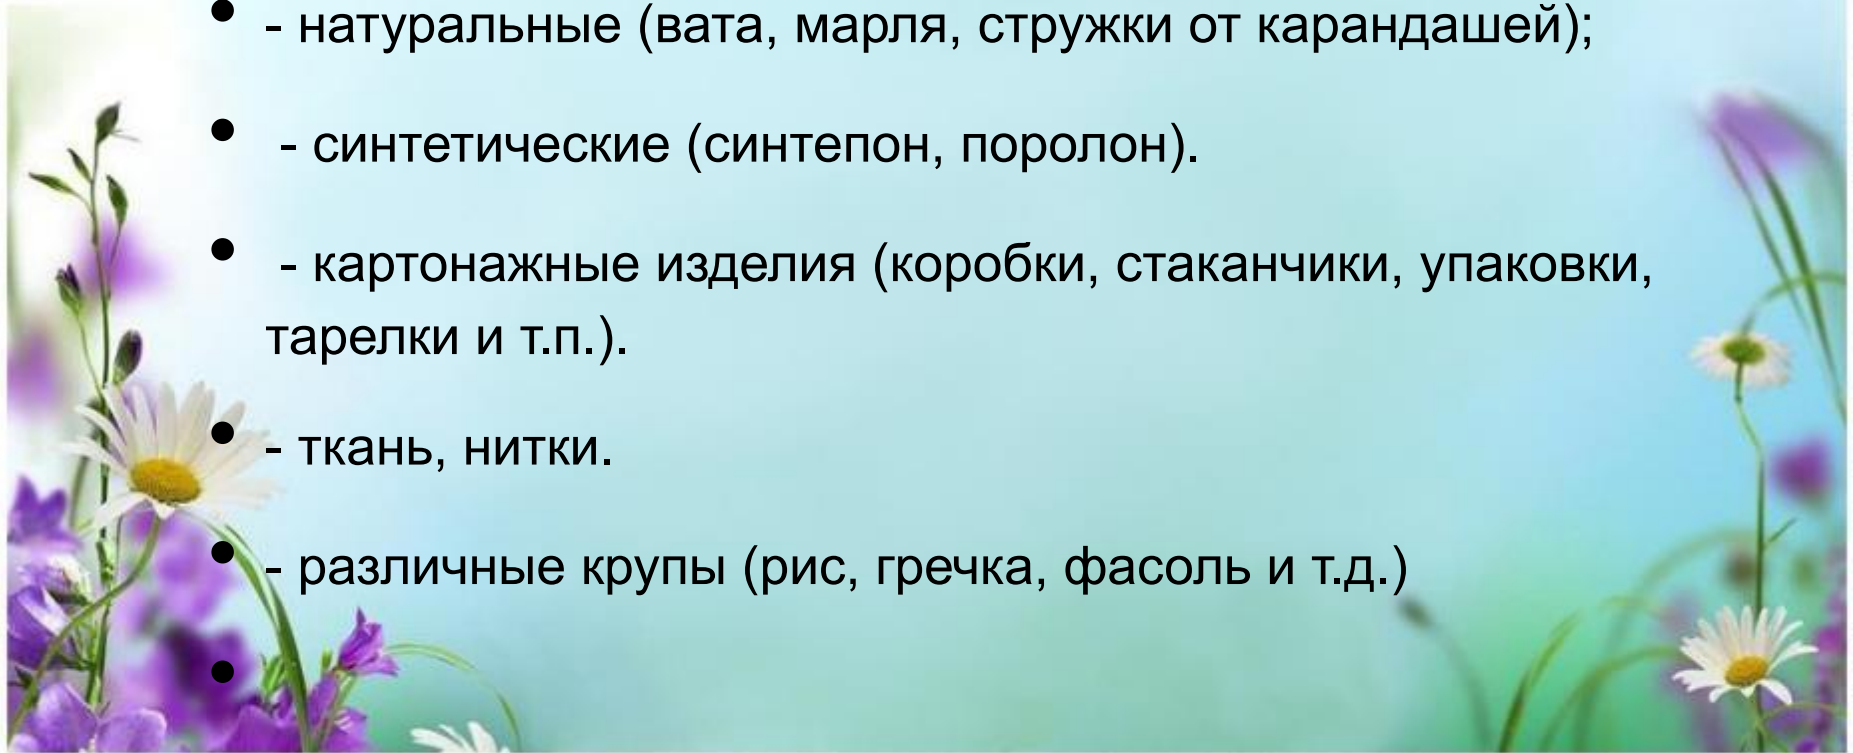 • - натуральные (вата, марля, стружки от карандашей);
• - синтетические (синтепон, поролон).
• - картонажные изделия (коробки, стаканчики, упаковки,
тарелки и т.п.).
• - ткань, нитки.
• - различные крупы (рис, гречка, фасоль и т.д.)
•